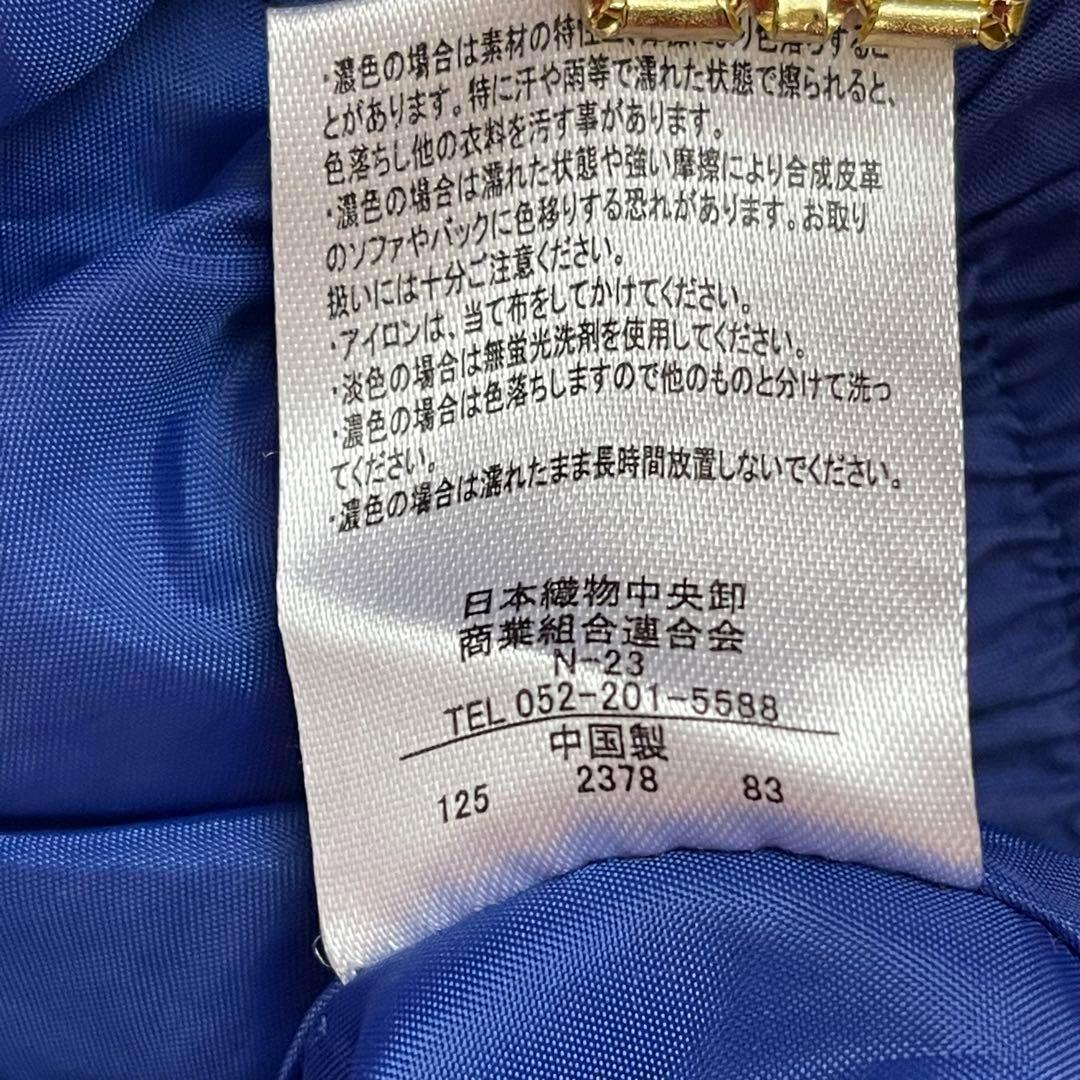 ・濃色の場合は素材の特性
色落ちすると
とがあります。特に汗や雨等で濡れた状態で擦られると、
色落ちし他の衣料を汚す事があります。
・濃色の場合は濡れた状態や強い摩擦により合成皮革
のソファやバックに色移りする恐れがあります。お取り
扱いには十分ご注意ください。
・アイロンは、当て布をしてかけてください。
・淡色の場合は無蛍光洗剤を使用してください。
・濃色の場合は色落ちしますので他のものと分けて洗っ
てください。
・濃色の場合は濡れたまま長時間放置しないでください。
日本織物中央卸
商業組合連合会
N-23
TEL 052-201-5588
中国製
125 2378 83